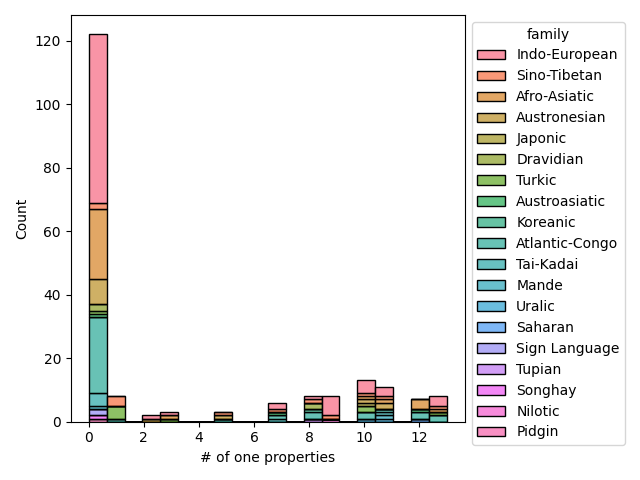 120
100
80
60
40
20
0
Count
0 2 4 6 8 10 12
# of one properties
family
Indo-European
Sino-Tibetan
Afro-Asiatic
Austronesian
Japonic
Dravidian
Turkic
Austroasiatic
Koreanic
Atlantic-Congo
Tai-Kadai
Mande
Uralic
Saharan
Sign Language
Tupian
Songhay
Nilotic
Pidgin